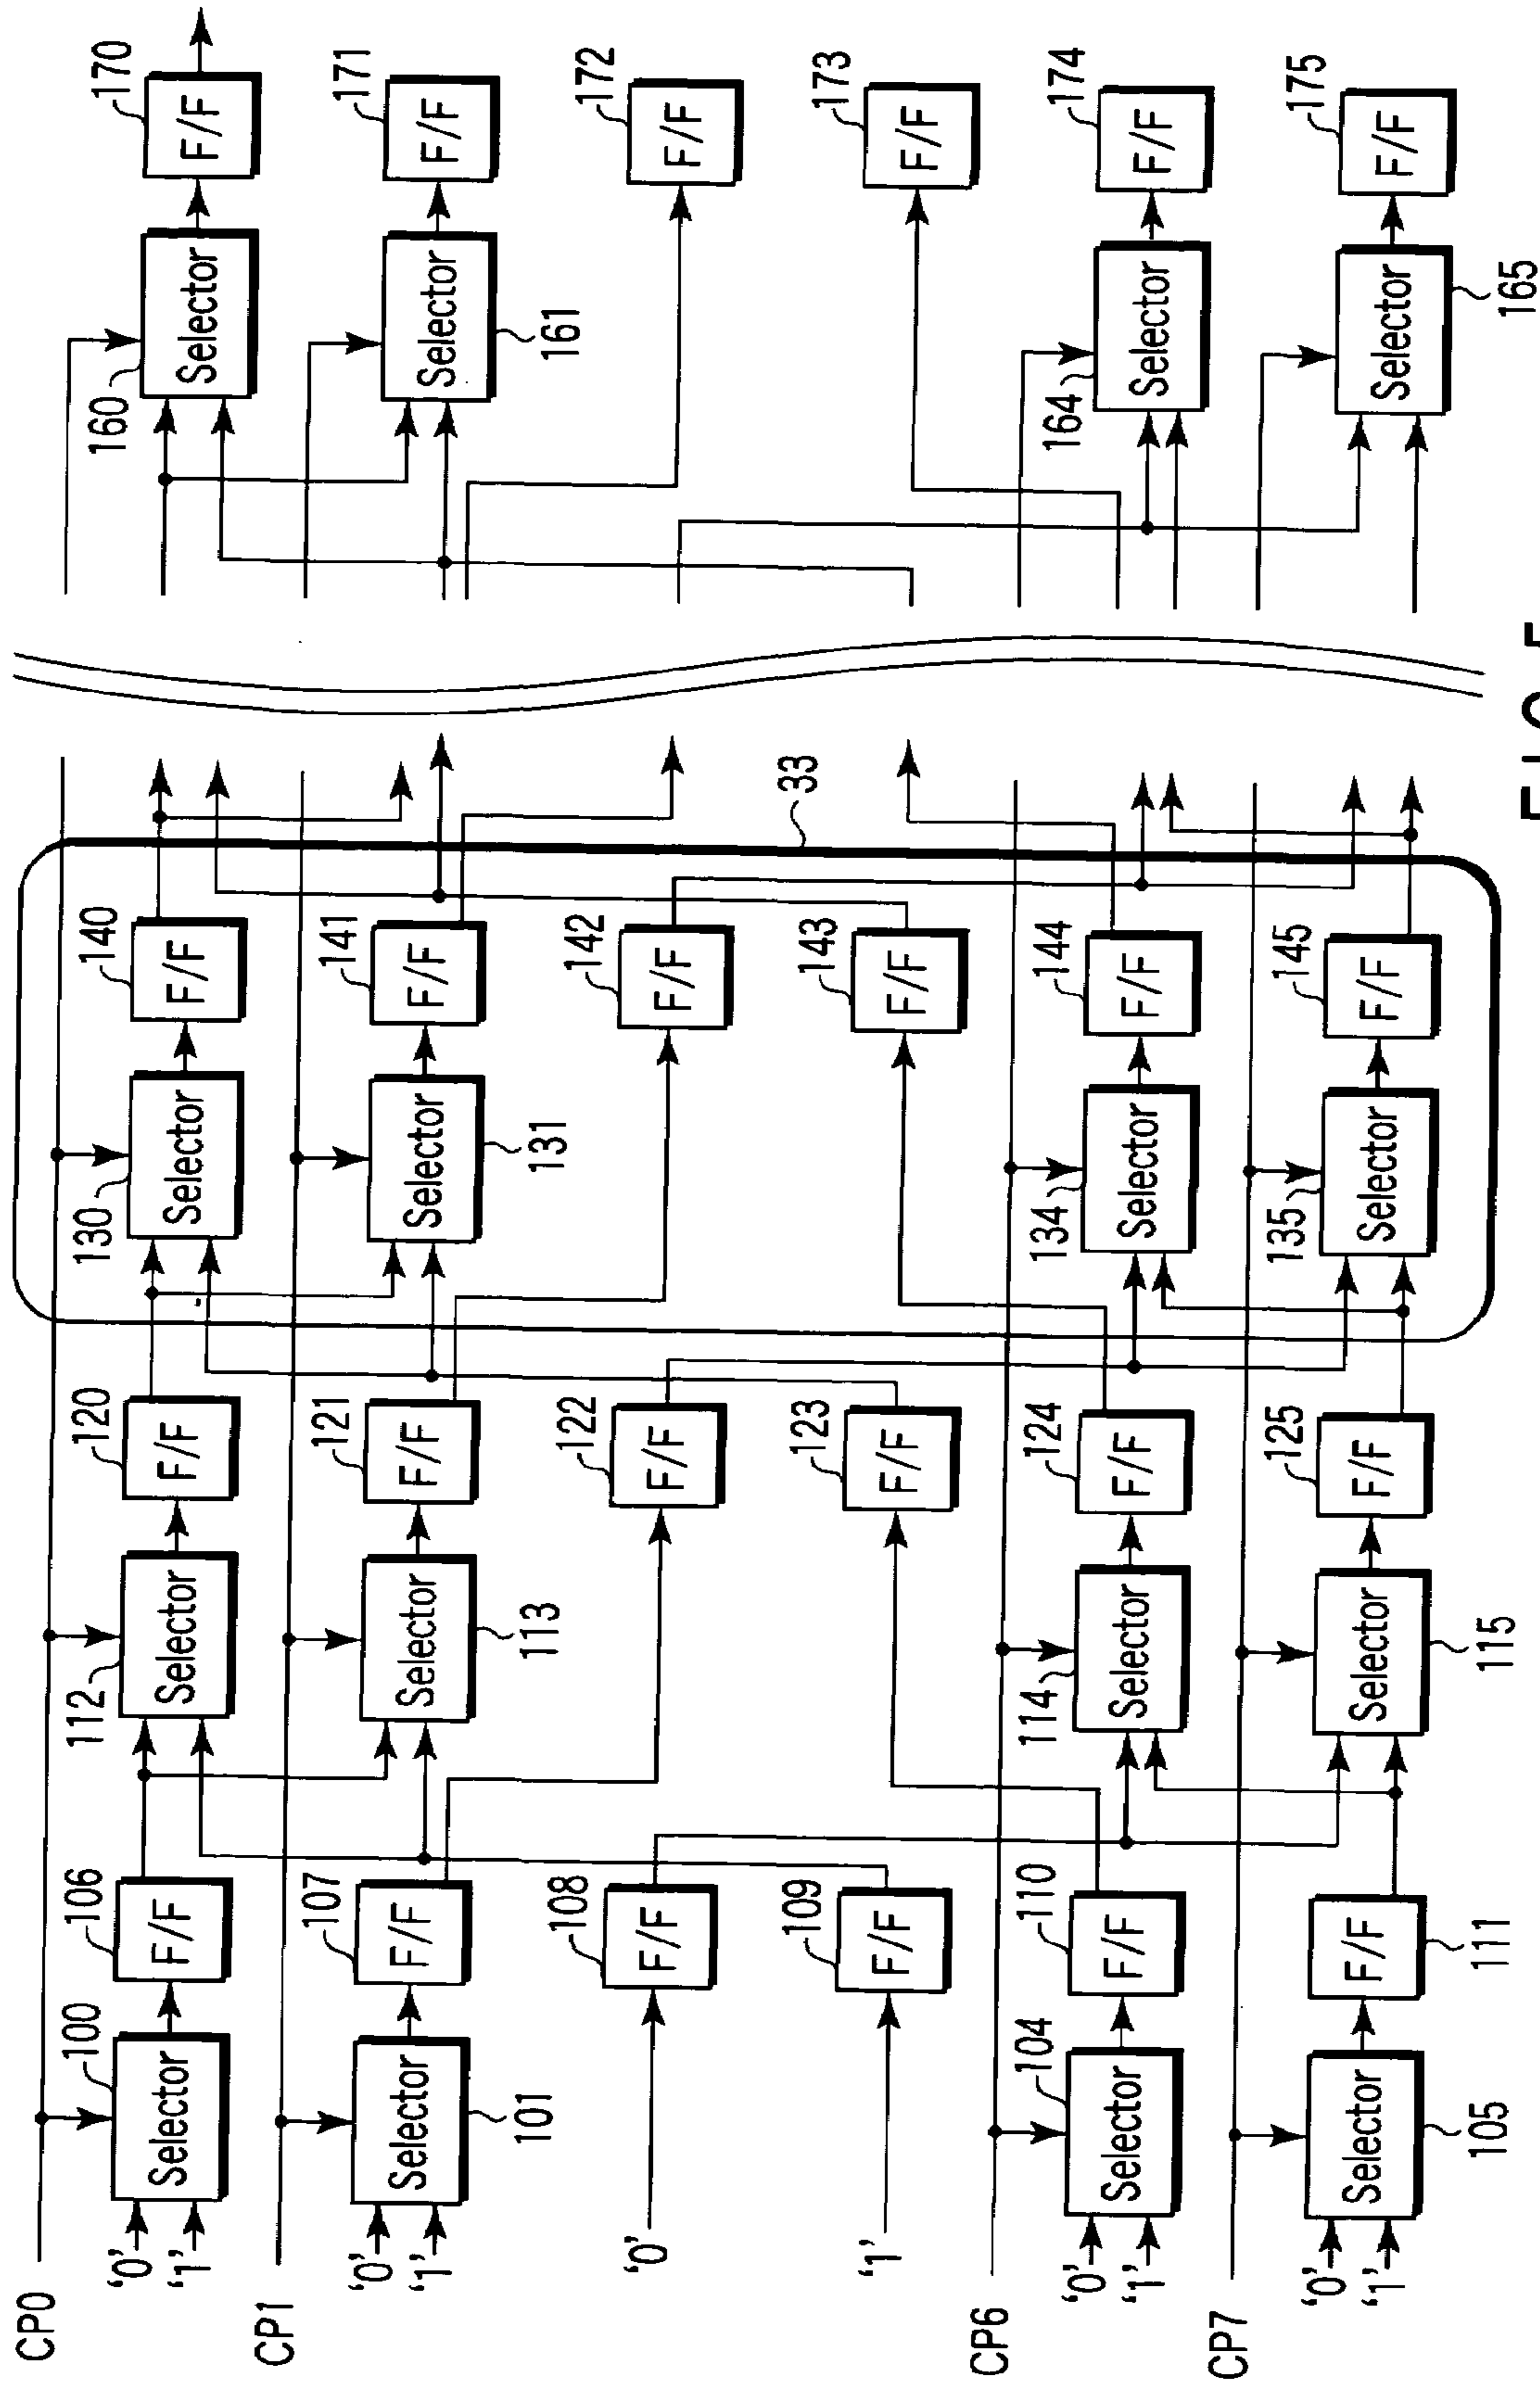 CP0
'0'
'1'
100
Selector
106
F/F
112
Selector
120
F/F
130
Selector
140
F/F
160
Selector
170
F/F
CP1
'0'
'1'
Selector
101
107
F/F
Selector
113
121
F/F
Selector
131
141
F/F
Selector
161
171
F/F
'0'
108
F/F
122
F/F
142
F/F
172
F/F
'1'
109
F/F
123
F/F
143
F/F
33
173
F/F
CP6
'0'
'1'
104
Selector
110
F/F
114
Selector
124
F/F
134
Selector
144
F/F
164
Selector
174
F/F
CP7
'0'
'1'
Selector
105
F/F
111
Selector
115
125
F/F
135
Selector
145
F/F
Selector
165
175
F/F